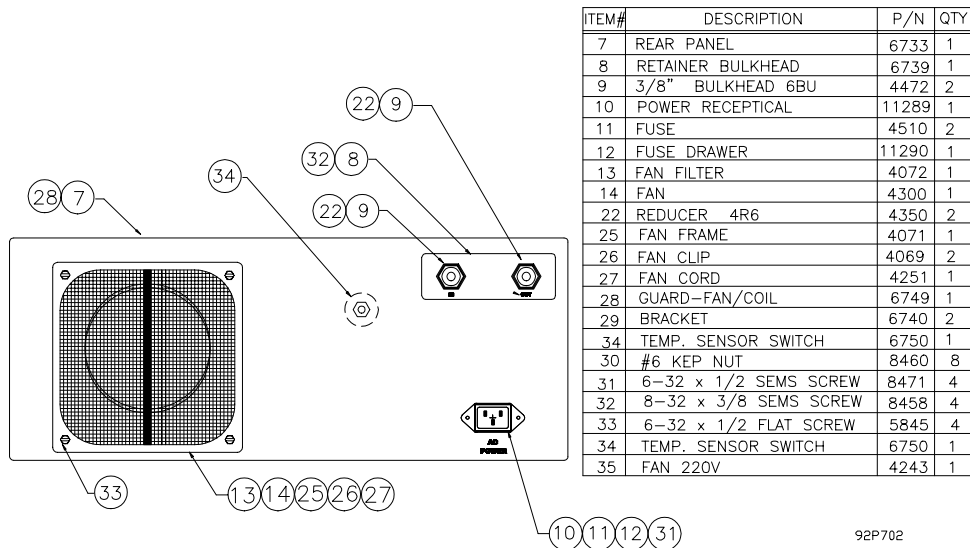 ITEM# DESCRIPTION P/N QTY
7 REAR PANEL 6733 1
8 RETAINER BULKHEAD 6739 1
9 3/8" BULKHEAD 6BU 4472 2
10 POWER RECEPTICAL 11289 1
11 FUSE 4510 2
12 FUSE DRAWER 11290 1
13 FAN FILTER 4072 1
14 FAN 4300 1
22 REDUCER 4R6 4350 2
25 FAN FRAME 4071 1
26 FAN CLIP 4069 2
27 FAN CORD 4251 1
28 GUARD-FAN/COIL 6749 1
29 BRACKET 6740 2
34 TEMP. SENSOR SWITCH 6750 1
30 #6 KEP NUT 8460 8
31 6-32 x 1/2 SEMS SCREW 8471 4
32 8-32 x 3/8 SEMS SCREW 8458 4
33 6-32 x 1/2 FLAT SCREW 5845 4
34 TEMP. SENSOR SWITCH 6750 1
35 FAN 220V 4243 1
22 9
32 8
34
28 7
22 9
IN OUT
AC
POWER
33
13 14 25 26 27
10 11 12 31
92P702